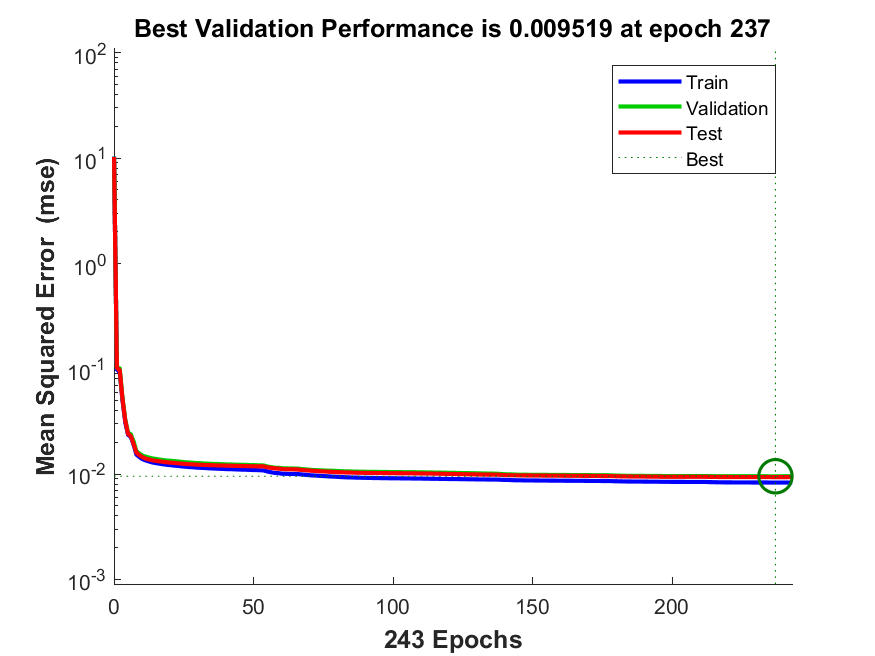 Best Validation Performance is 0.009519 at epoch 237
Mean Squared Error (mse)
10^2
10^1
10^0
10^-1
10^-2
10^-3
Train
Validation
Test
Best
0 50 100 150 200
243 Epochs